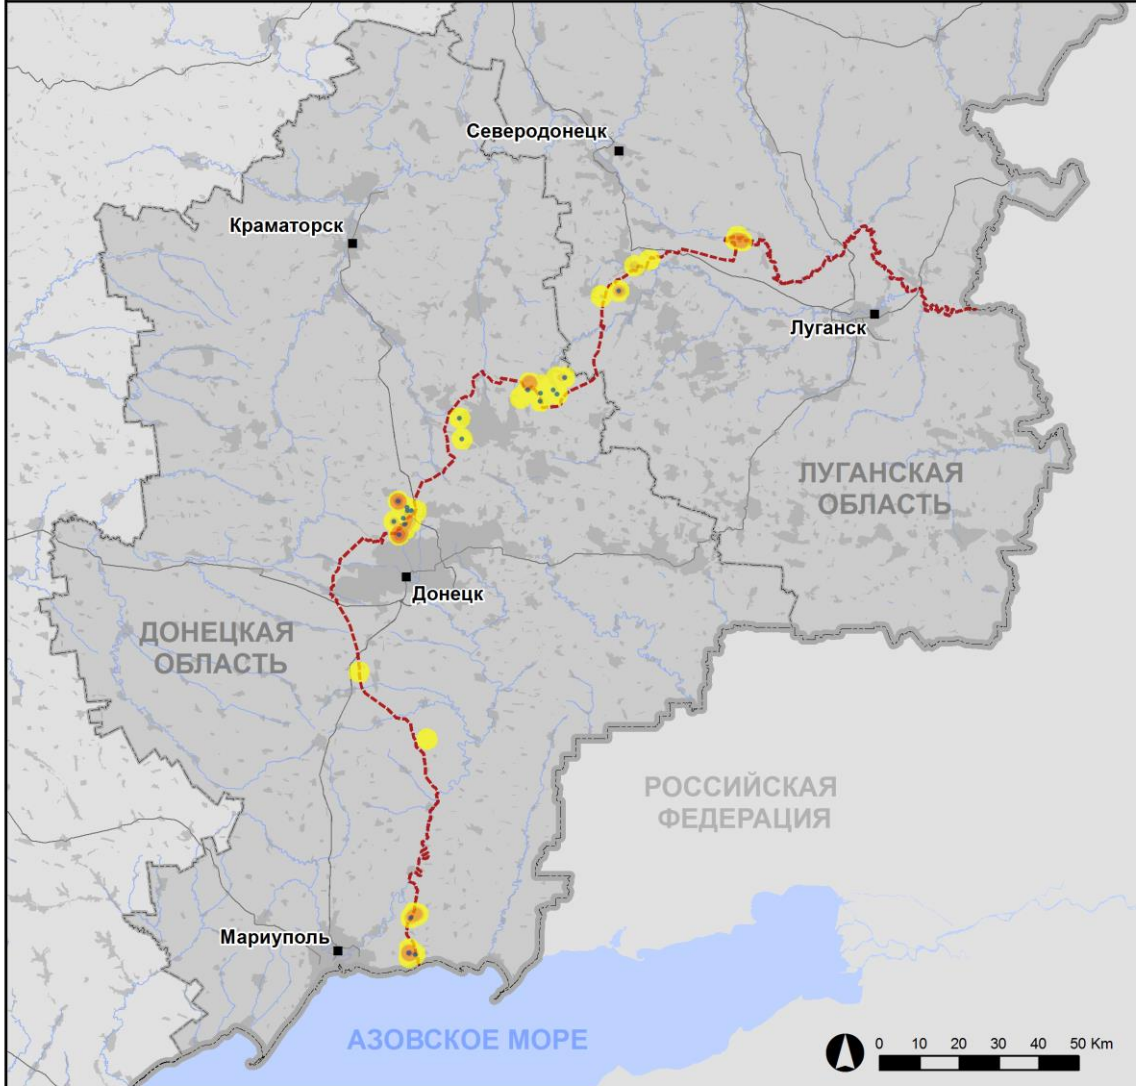 Северодонецк
Краматорск
Луганск
ЛУГАНСКАЯ
ОБЛАСТЬ
Донецк
ДОНЕЦКАЯ
ОБЛАСТЬ
РОССИЙСКАЯ
ФЕДЕРАЦИЯ
Мариуполь
АЗОВСКОЕ МОРЕ
0 10 20 30 40 50 Km